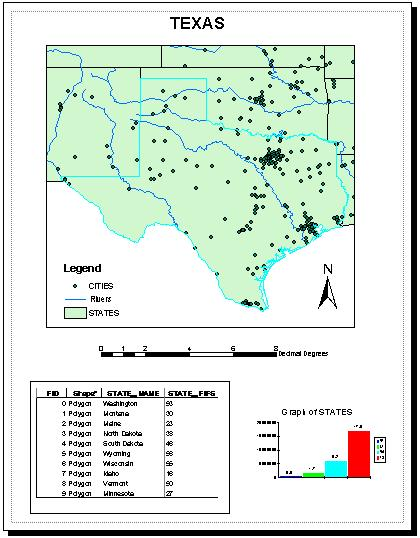 TEXAS
Legend
CITIES
Rivers
STATES
N
0 1 2 4 6 8
Decimal Degrees
FID Shape* STATE_NAME STATE_FIPS
0 Polygon Washington 53
1 Polygon Montana 30
2 Polygon Maine 23
3 Polygon North Dakota 38
4 Polygon South Dakota 46
5 Polygon Wyoming 56
6 Polygon Wisconsin 55
7 Polygon Idaho 16
8 Polygon Vermont 50
9 Polygon Minnesota 27
Graph of STATES